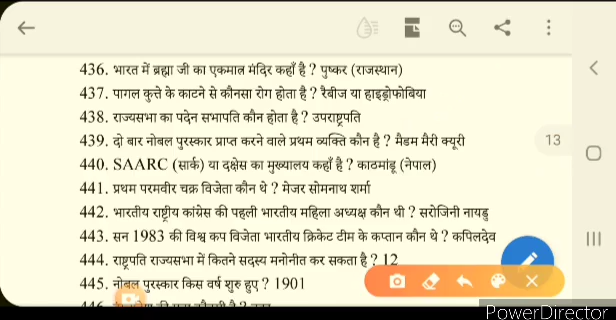 436. भारत में ब्रह्मा जी का एकमात्र मंदिर कहाँ है ? पुष्कर (राजस्थान)
437. पागल कुत्ते के काटने से कौनसा रोग होता है ? रैबीज या हाइड्रोफोबिया
438. राज्यसभा का पदेन सभापति कौन होता है ? उपराष्ट्रपति
439. दो बार नोबल पुरस्कार प्राप्त करने वाले प्रथम व्यक्ति कौन है ? मैडम मैरी क्यूरी
13
440. SAARC (सार्क) या दक्षेस का मुख्यालय कहाँ है ? काठमांडू (नेपाल)
441. प्रथम परमवीर चक्र विजेता कौन थे ? मेजर सोमनाथ शर्मा
442. भारतीय राष्ट्रीय कांग्रेस की पहली भारतीय महिला अध्यक्ष कौन थी ? सरोजिनी नायडु
443. सन 1983 की विश्व कप विजेता भारतीय क्रिकेट टीम के कप्तान कौन थे ? कपिलदेव
444. राष्ट्रपति राज्यसभा में कितने सदस्य मनोनीत कर सकता है ? 12
445. नोबल पुरस्कार किस वर्ष शुरु हुए ? 1901
PowerDirector